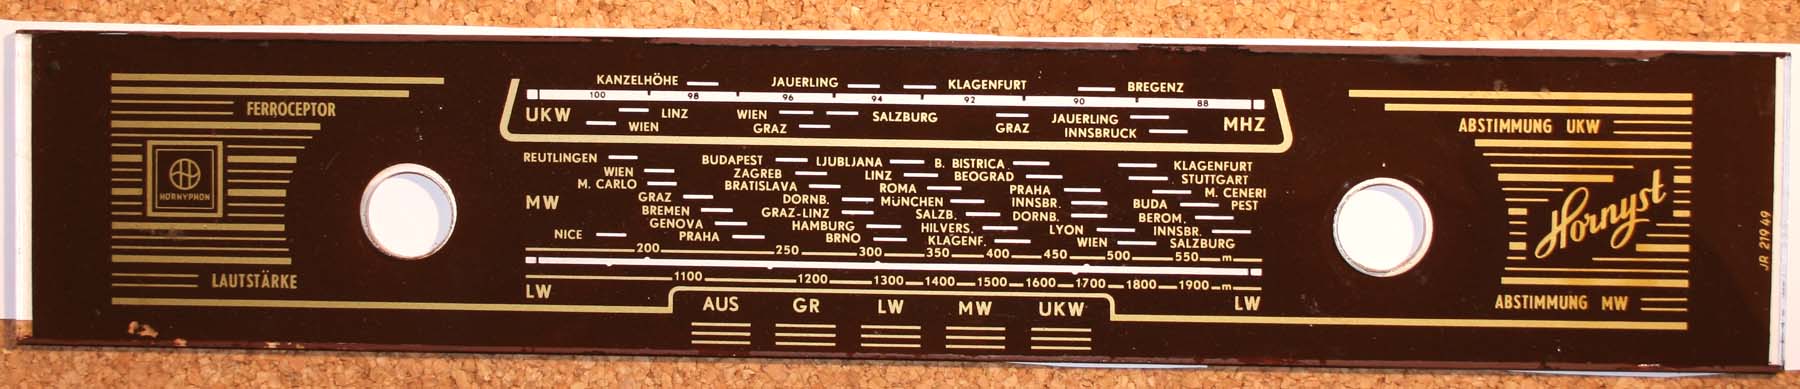 FERROCEPTOR
HORNYPHON
LAUTSTÄRKE
KANZELHÖHE JAUERLING KLAGENFURT BREGENZ
100 98 96 94 92 90 88
UKW LINZ WIEN SALZBURG JAUERLING MHZ
WIEN GRAZ GRAZ INNSBRUCK
REUTLINGEN BUDAPEST LJUBLJANA B. BISTRICA KLAGENFURT
WIEN ZAGREB LINZ BEOGRAD STUTTGART
M. CARLO BRATISLAVA ROMA PRAHA M. CENERI
MW GRAZ DORNB. MÜNCHEN INNSBR. BUDA PEST
BREMEN GRAZ-LINZ SALZB. DORNB. BEROM.
GENOVA HAMBURG HILVERS. LYON INNSBR.
NICE PRAHA BRNO KLAGENF. WIEN SALZBURG
200 250 300 350 400 450 500 550 m
1100 1200 1300 1400 1500 1600 1700 1800 1900 m
LW LW
AUS GR LW MW UKW
ABSTIMMUNG UKW
Hornyst
ABSTIMMUNG MW
JR 219 49